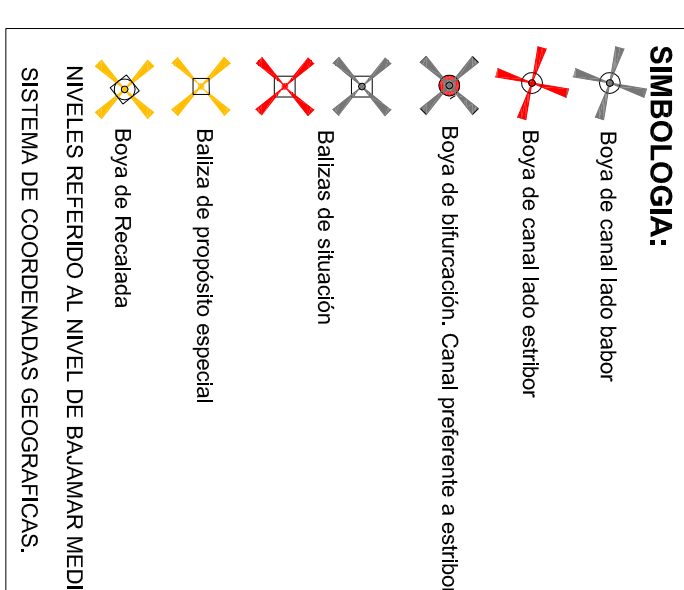 SIMBOLOGIA:
Boya de canal lado babor
Boya de canal lado estribor
Boya de bifurcación. Canal preferente a estribor
Balizas de situación
Baliza de propósito especial
Boya de Recalada
NIVELES REFERIDO AL NIVEL DE BAJAMAR MEDI
SISTEMA DE COORDENADAS GEOGRAFICAS.